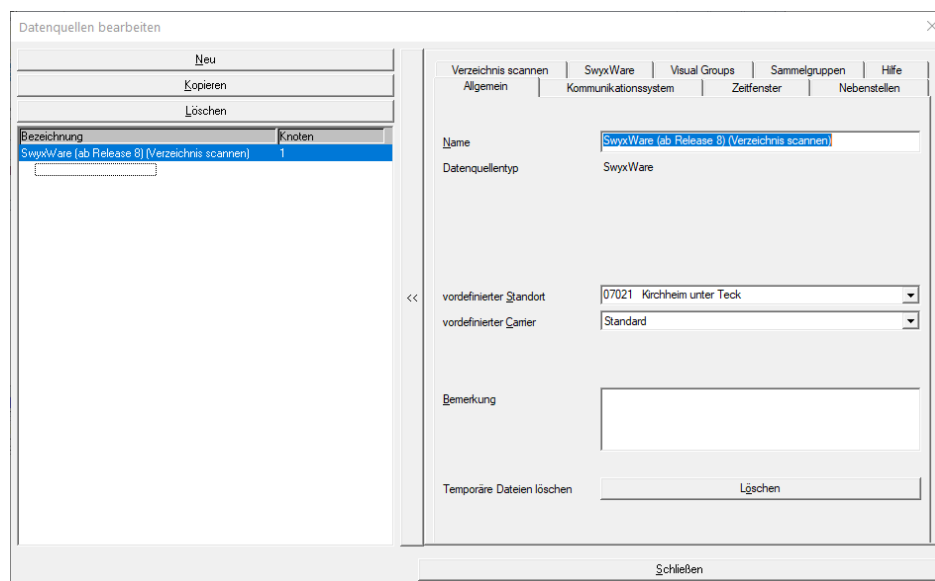 Datenquellen bearbeiten
Neu
Kopieren
Löschen
Bezeichnung Knoten
SwyxWare (ab Release 8) (Verzeichnis scannen) 1
<<
Verzeichnis scannen SwyxWare Visual Groups Sammelgruppen Hilfe
Allgemein Kommunikationssystem Zeitfenster Nebenstellen
Name SwyxWare (ab Release 8) (Verzeichnis scannen)
Datenquellentyp SwyxWare
vordefinierter Standort 07021 Kirchheim unter Teck
vordefinierter Carrier Standard
Bemerkung
Temporäre Dateien löschen Löschen
Schließen